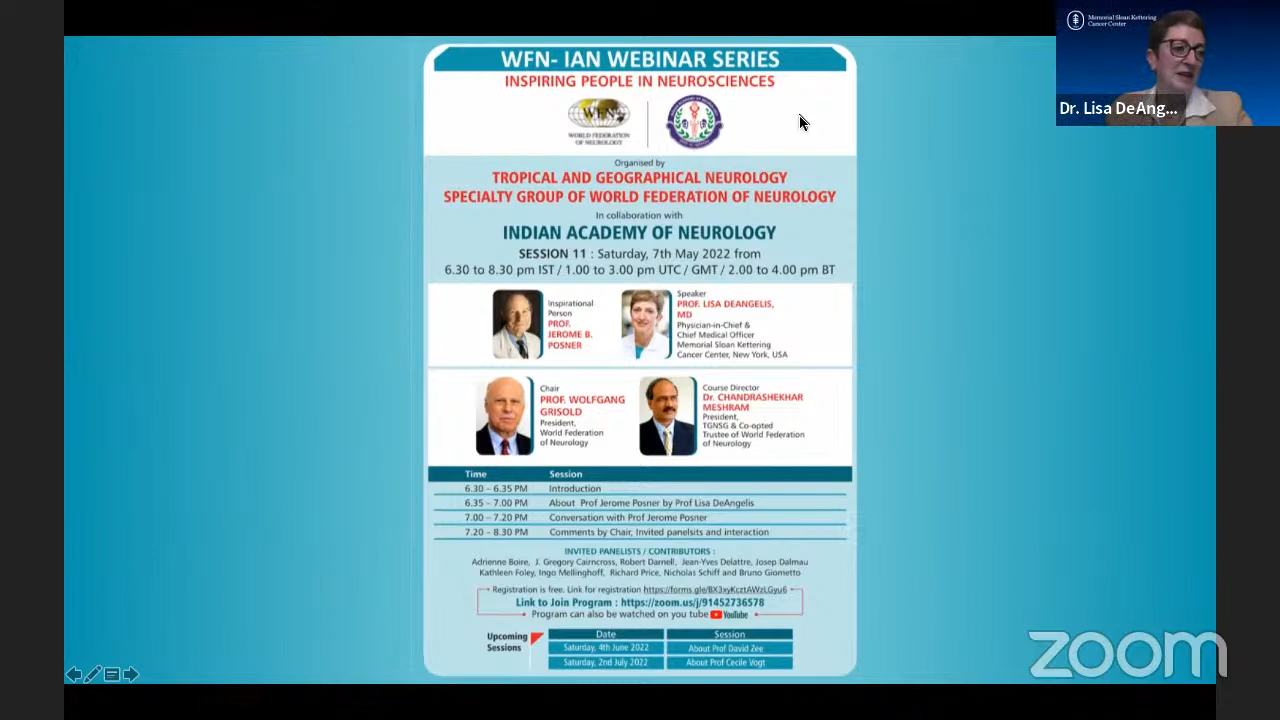 Memorial Sloan Kettering
Cancer Center
Dr. Lisa DeAng...
WFN- IAN WEBINAR SERIES
INSPIRING PEOPLE IN NEUROSCIENCES
WFN
WORLD FEDERATION
OF NEUROLOGY
Organised by
TROPICAL AND GEOGRAPHICAL NEUROLOGY
SPECIALTY GROUP OF WORLD FEDERATION OF NEUROLOGY
In collaboration with
INDIAN ACADEMY OF NEUROLOGY
SESSION 11 : Saturday, 7th May 2022 from
6.30 to 8.30 pm IST / 1.00 to 3.00 pm UTC / GMT / 2.00 to 4.00 pm BT
Inspirational
Person
PROF.
JEROME B.
POSNER
Speaker
PROF. LISA DEANGELIS,
MD
Physician-in-Chief &
Chief Medical Officer
Memorial Sloan Kettering
Cancer Center, New York, USA
Chair
PROF. WOLFGANG
GRISOLD
President,
World Federation
of Neurology
Course Director
Dr. CHANDRASHEKHAR
MESHRAM
President,
TGNSG & Co-opted
Trustee of World Federation
of Neurology
Time Session
6.30 – 6.35 PM Introduction
6.35 – 7.00 PM About Prof Jerome Posner by Prof Lisa DeAngelis
7.00 – 7.20 PM Conversation with Prof Jerome Posner
7.20 – 8.30 PM Comments by Chair, Invited panelsits and interaction
INVITED PANELISTS / CONTRIBUTORS :
Adrienne Boire, J. Gregory Cairncross, Robert Darnell, Jean-Yves Delattre, Josep Dalmau
Kathleen Foley, Ingo Mellinghoff, Richard Price, Nicholas Schiff and Bruno Giometto
Registration is free. Link for registration https://forms.gle/BX3xyKcztAWzLGyu6
Link to Join Program : https://zoom.us/j/91452736578
Program can also be watched on you tube YouTube
Upcoming
Sessions
Date Session
Saturday, 4th June 2022 About Prof David Zee
Saturday, 2nd July 2022 About Prof Cecile Vogt
zoom